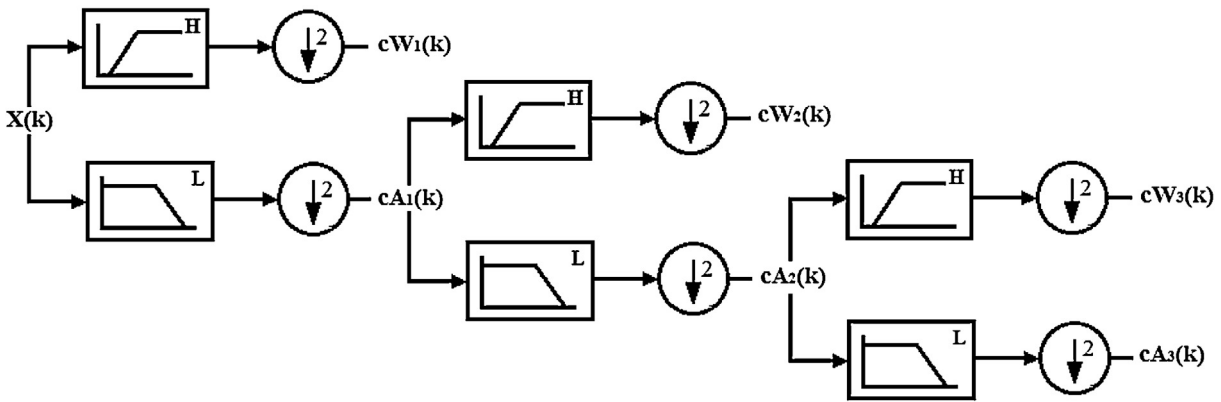 H
2
cW₁(k)
X(k)
L
2
cA₁(k)
H
2
cW₂(k)
L
2
cA₂(k)
H
2
cW₃(k)
L
2
cA₃(k)